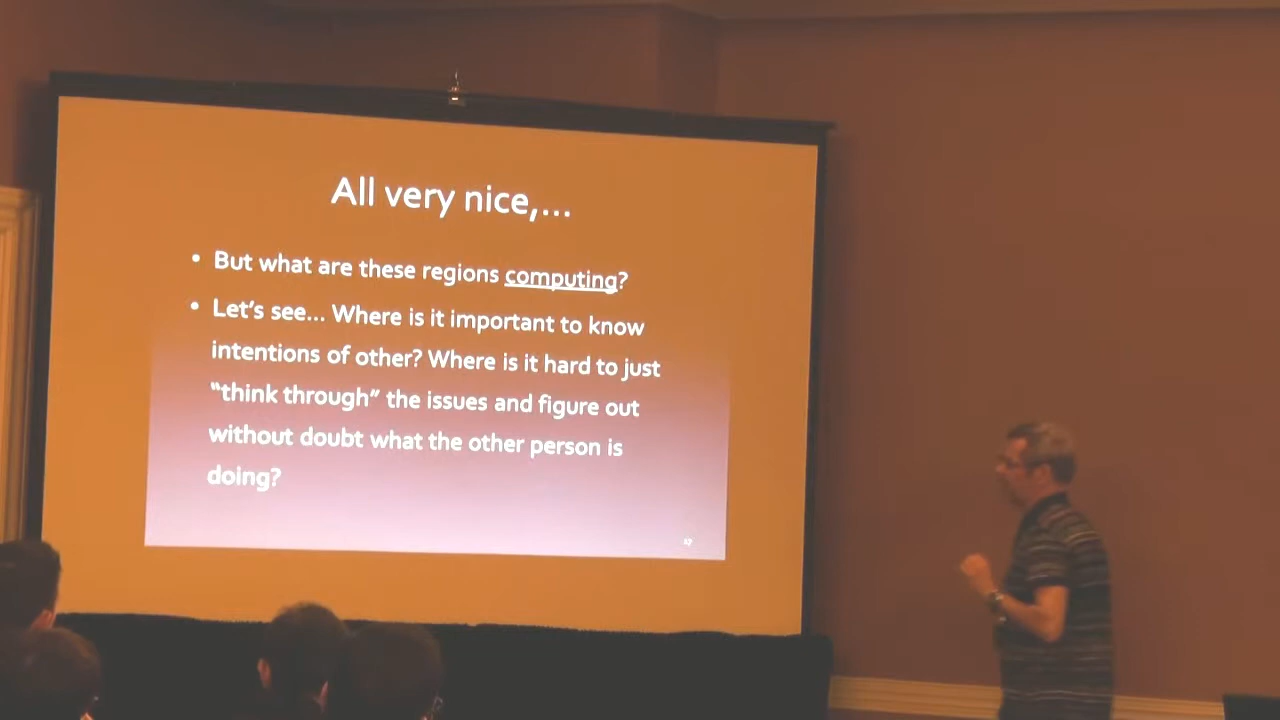 All very nice,...
• But what are these regions computing?
• Let's see... Where is it important to know
intentions of other? Where is it hard to just
"think through" the issues and figure out
without doubt what the other person is
doing?